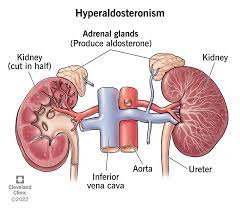 Hyperaldosteronism
Adrenal glands
(Produce aldosterone)
Kidney
(cut in half)
Kidney
Inferior
vena cava
Aorta
Ureter
Cleveland
Clinic
©2022